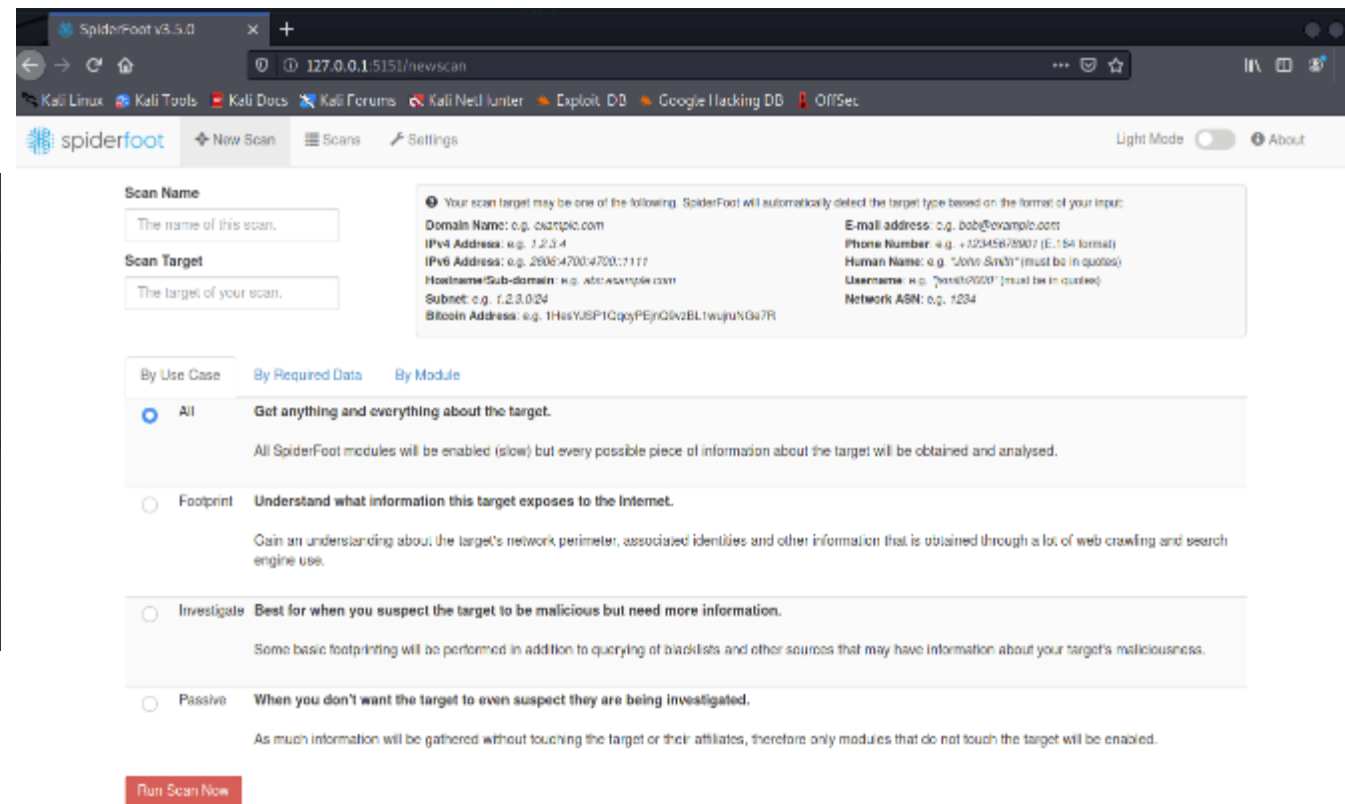 SpiderFoot v3.5.0
127.0.0.1:5151/newscan
Kali Linux Kali Tools Kali Docs Kali Forums Kali NetHunter Exploit-DB Google Hacking DB OffSec
spiderfoot New Scan Scans Settings Light Mode About
Scan Name
The name of this scan.
Scan Target
The target of your scan.
Your scan target may be one of the following. SpiderFoot will automatically detect the target type based on the format of your input:
Domain Name: e.g. example.com
IPv4 Address: e.g. 1.2.3.4
IPv6 Address: e.g. 2606:4700:4700::1111
Hostname/Sub-domain: e.g. abc.example.com
Subnet: e.g. 1.2.3.0/24
Bitcoin Address: e.g.
E-mail address: e.g. bob@example.com
Phone Number: e.g. +12345678901 (E.164 format)
Human Name: e.g. "John Smith" (must be in quotes)
Username: e.g. "jsmith2000" (must be in quotes)
Network ASN: e.g. 1234
By Use Case By Required Data By Module
All Get anything and everything about the target.
All SpiderFoot modules will be enabled (slow) but every possible piece of information about the target will be obtained and analysed.
Footprint Understand what information this target exposes to the Internet.
Gain an understanding about the target's network perimeter, associated identities and other information that is obtained through a lot of web crawling and search
engine use.
Investigate Best for when you suspect the target to be malicious but need more information.
Some basic footprinting will be performed in addition to querying of blacklists and other sources that may have information about your target's maliciousness.
Passive When you don't want the target to even suspect they are being investigated.
As much information will be gathered without touching the target or their affiliates, therefore only modules that do not touch the target will be enabled.
Run Scan Now